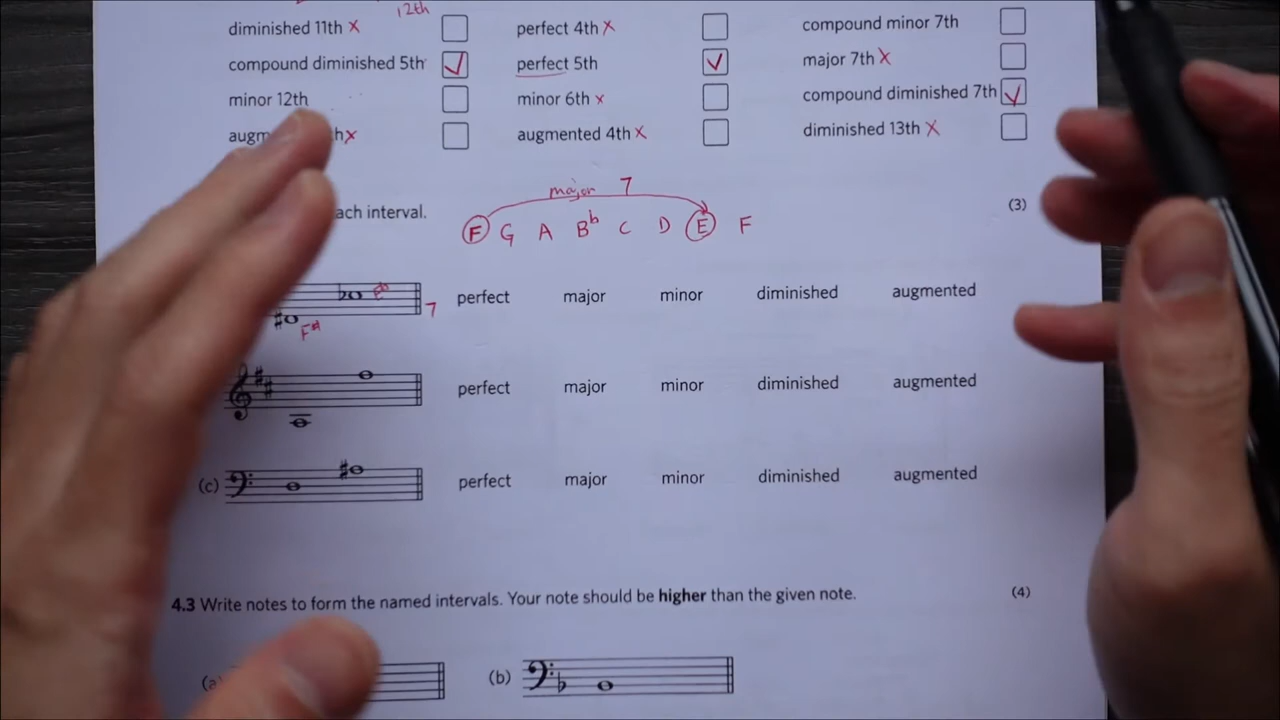 12th
diminished 11th x perfect 4th x compound minor 7th
compound diminished 5th ✓ perfect 5th ✓ major 7th x
minor 12th minor 6th x compound diminished 7th ✓
x augmented 4th x diminished 13th x
major 7
interval. (3)
F G A Bb C D E F
Eb
F# 7 perfect major minor diminished augmented
perfect major minor diminished augmented
(c) perfect major minor diminished augmented
4.3 Write notes to form the named intervals. Your note should be higher than the given note. (4)
(b)